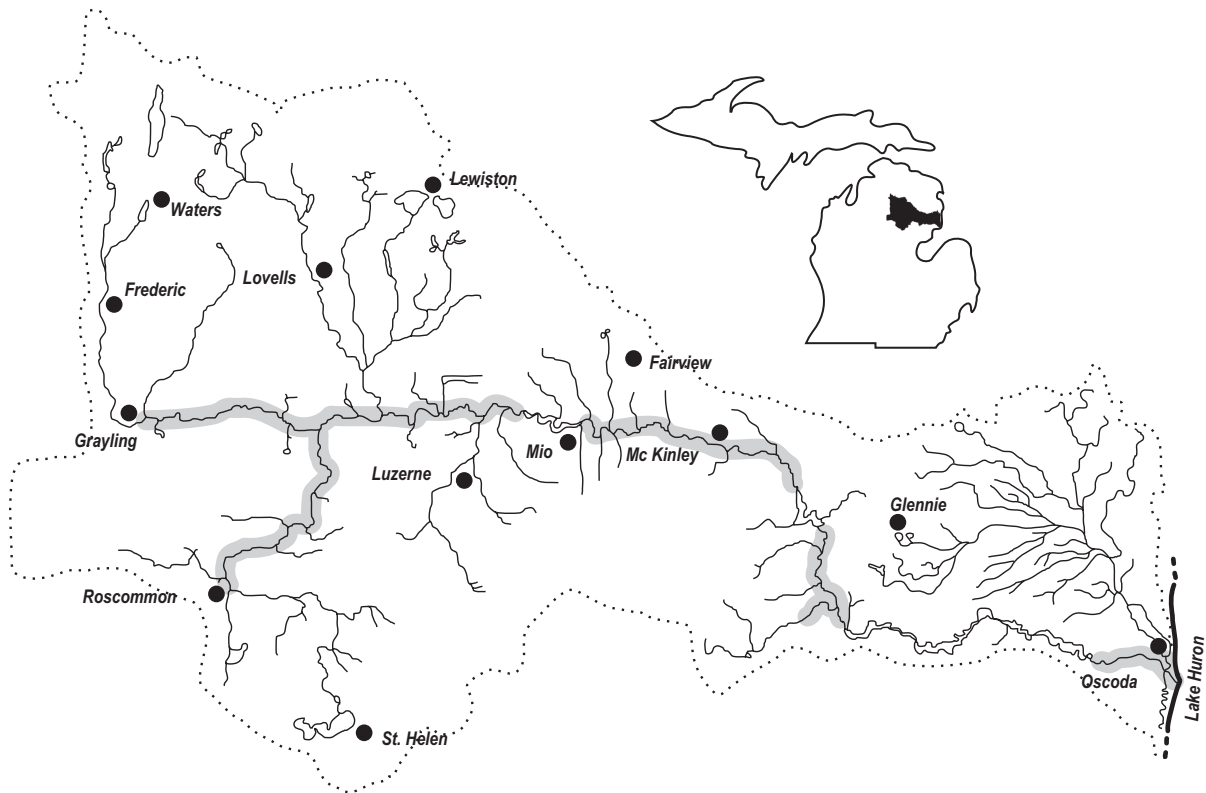 Lewiston
Waters
Lovells
Frederic
Fairview
Grayling
Mio
Mc Kinley
Luzerne
Glennie
Roscommon
Oscoda
Lake Huron
St. Helen